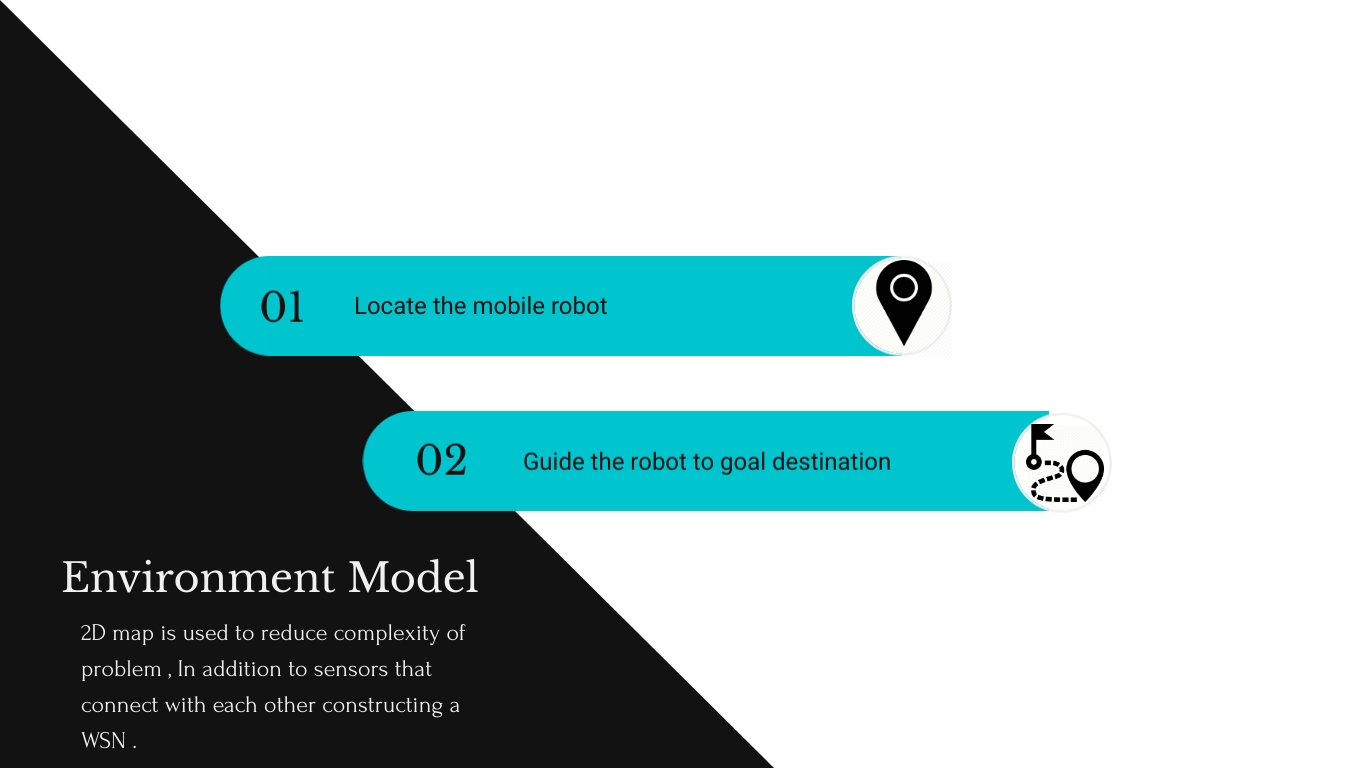 01
Locate the mobile robot
02
Guide the robot to goal destination
Environment Model
2D map is used to reduce complexity of
problem , In addition to sensors that
connect with each other constructing a
WSN .